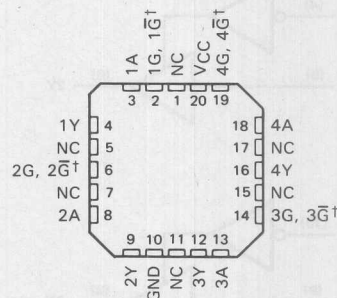 1A
1G, 1G̅†
NC
VCC
4G, 4G̅†
3 2 1 20 19
1Y 4
NC 5
2G, 2G̅† 6
NC 7
2A 8
18 4A
17 NC
16 4Y
15 NC
14 3G, 3G̅†
9 10 11 12 13
2Y
GND
NC
3Y
3A